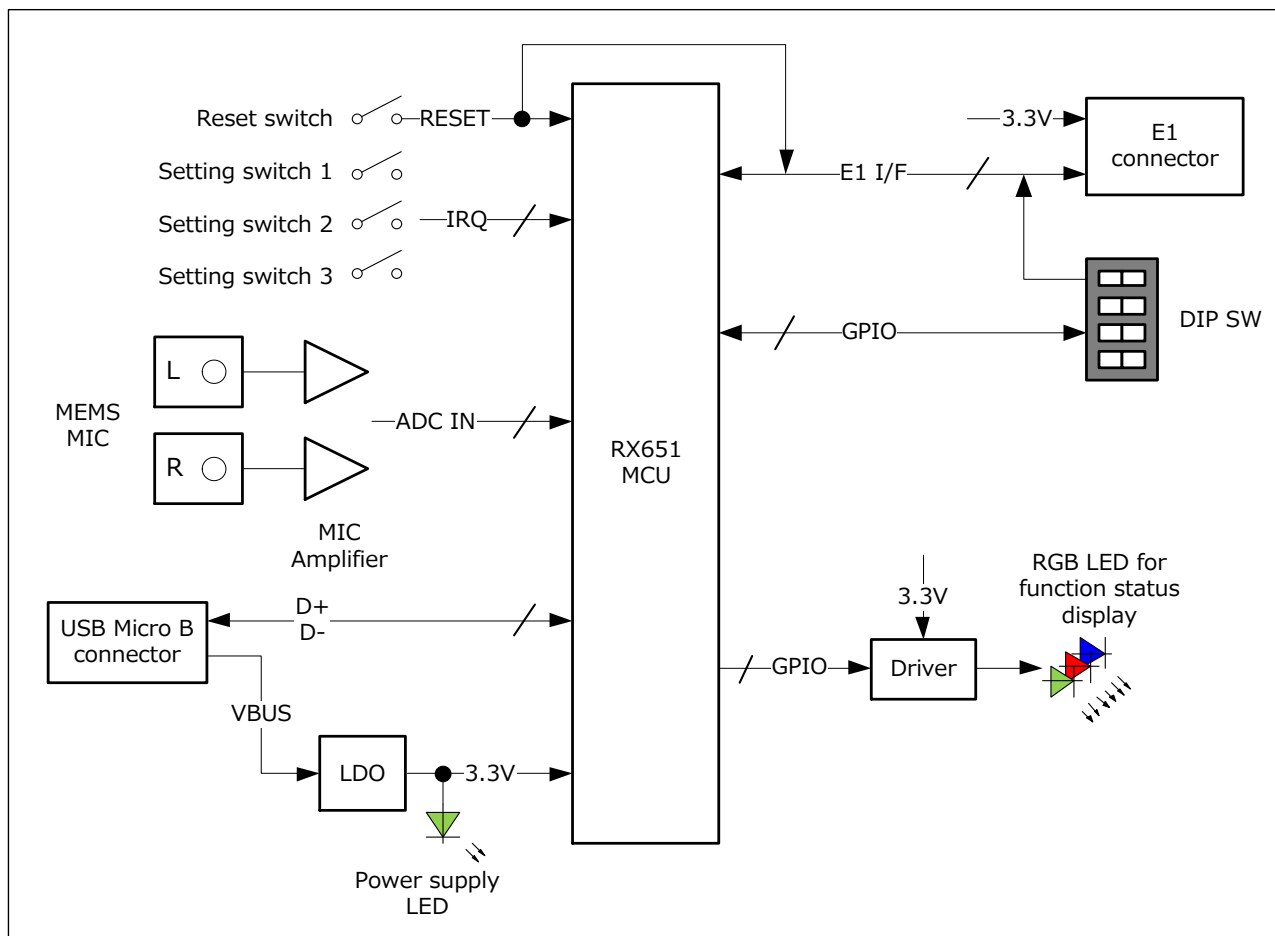 Reset switch
RESET
Setting switch 1
Setting switch 2
IRQ
Setting switch 3
MEMS
MIC
L
R
ADC IN
MIC
Amplifier
USB Micro B
connector
D+
D-
VBUS
LDO
3.3V
Power supply
LED
RX651
MCU
3.3V
E1
connector
E1 I/F
GPIO
DIP SW
3.3V
GPIO
Driver
RGB LED for
function status
display